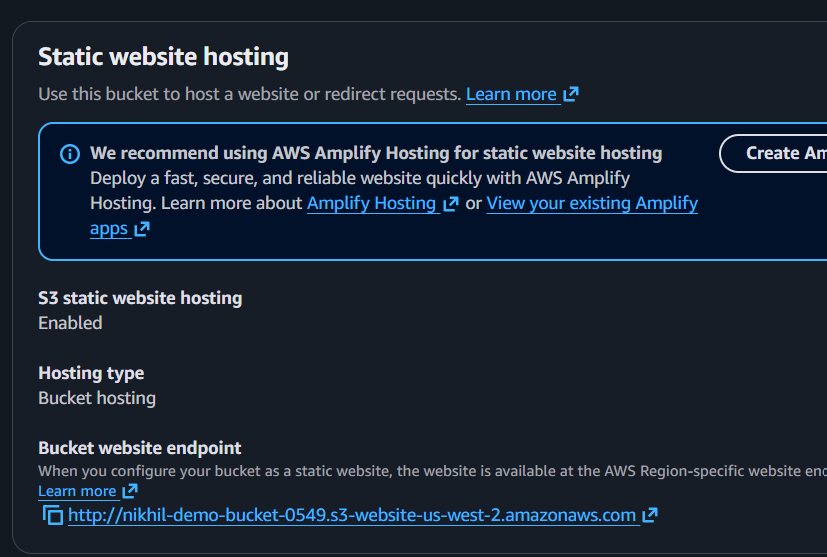 Static website hosting
Use this bucket to host a website or redirect requests. Learn more
We recommend using AWS Amplify Hosting for static website hosting
Create Am
Deploy a fast, secure, and reliable website quickly with AWS Amplify
Hosting. Learn more about Amplify Hosting or View your existing Amplify
apps
S3 static website hosting
Enabled
Hosting type
Bucket hosting
Bucket website endpoint
When you configure your bucket as a static website, the website is available at the AWS Region-specific website
Learn more
http://nikhil-demo-bucket-0549.s3-website-us-west-2.amazonaws.com